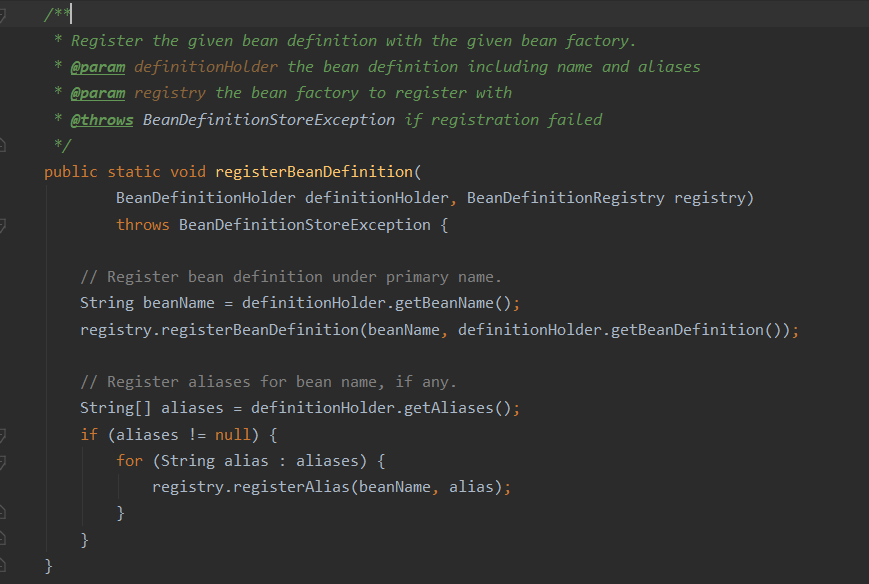 /**
 * Register the given bean definition with the given bean factory.
 * @param definitionHolder the bean definition including name and aliases
 * @param registry the bean factory to register with
 * @throws BeanDefinitionStoreException if registration failed
 */
public static void registerBeanDefinition(
        BeanDefinitionHolder definitionHolder, BeanDefinitionRegistry registry)
        throws BeanDefinitionStoreException {

    // Register bean definition under primary name.
    String beanName = definitionHolder.getBeanName();
    registry.registerBeanDefinition(beanName, definitionHolder.getBeanDefinition());

    // Register aliases for bean name, if any.
    String[] aliases = definitionHolder.getAliases();
    if (aliases != null) {
        for (String alias : aliases) {
            registry.registerAlias(beanName, alias);
        }
    }
}